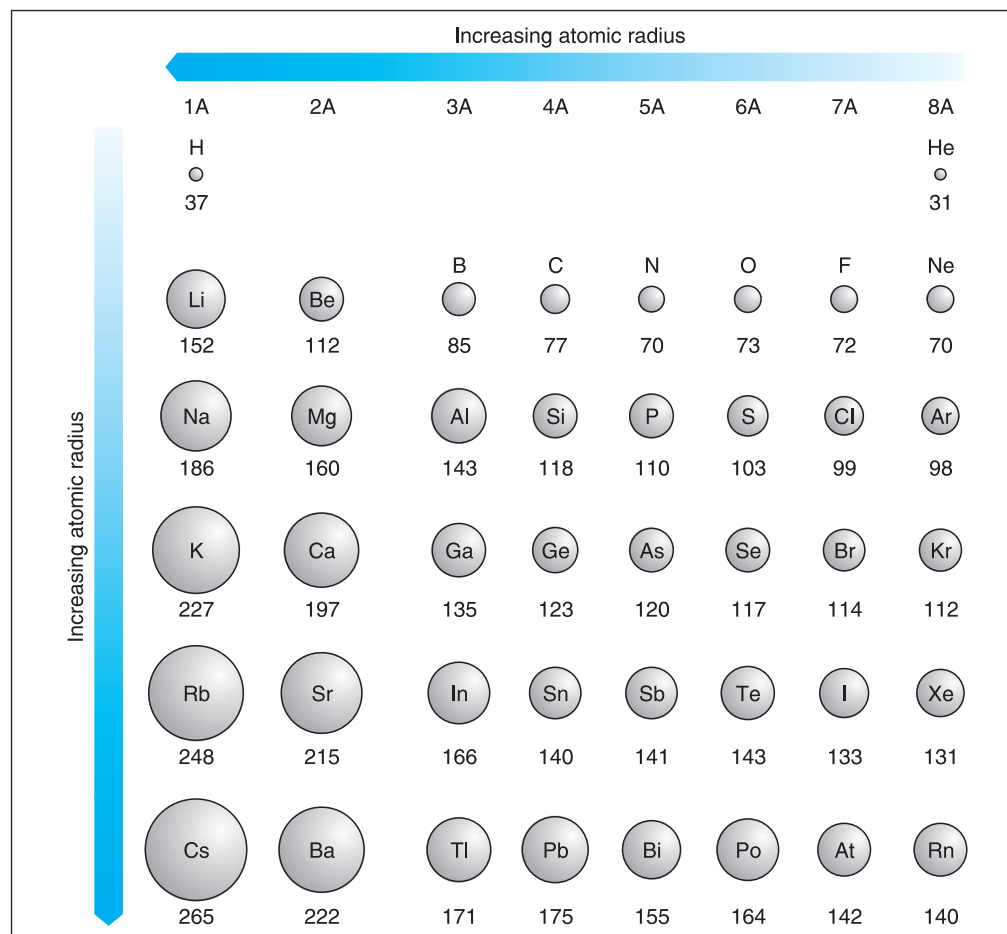 Increasing atomic radius
1A 2A 3A 4A 5A 6A 7A 8A
Increasing atomic radius
H He
37 31
B C N O F Ne
Li Be
152 112 85 77 70 73 72 70
Na Mg Al Si P S Cl Ar
186 160 143 118 110 103 99 98
K Ca Ga Ge As Se Br Kr
227 197 135 123 120 117 114 112
Rb Sr In Sn Sb Te I Xe
248 215 166 140 141 143 133 131
Cs Ba Tl Pb Bi Po At Rn
265 222 171 175 155 164 142 140